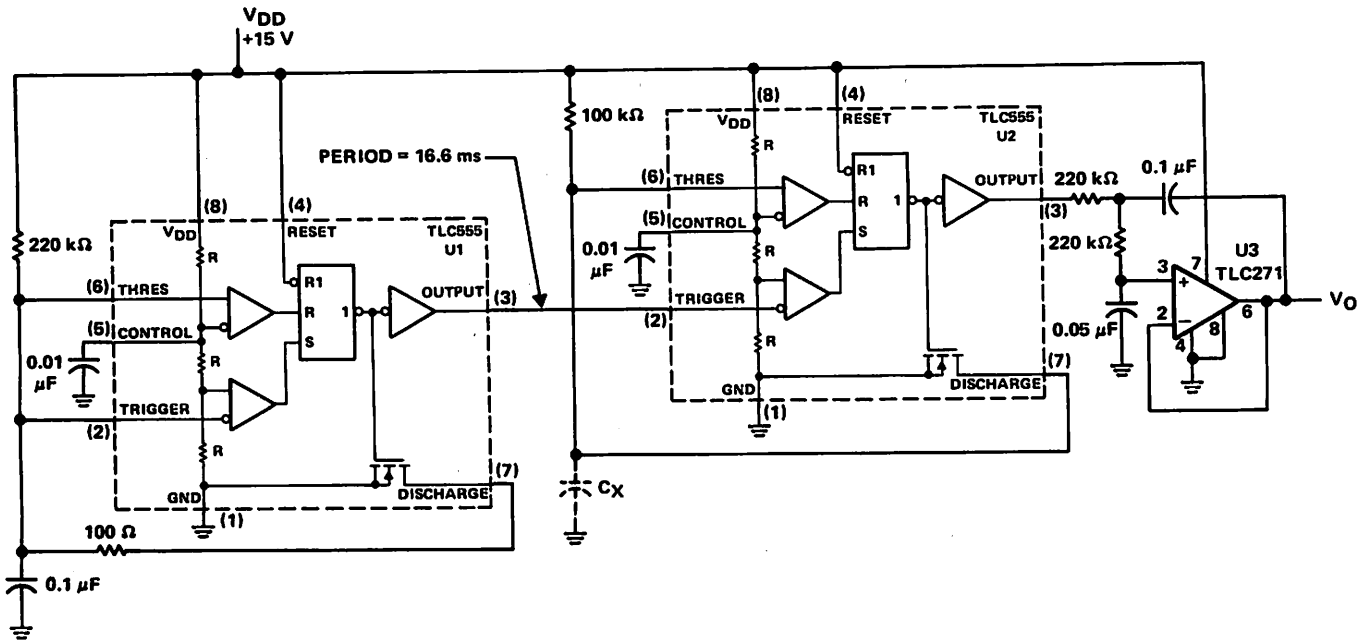 VDD
+15 V
220 kΩ
(8)
(4)
VDD
RESET
TLC555
U1
R
(6)
THRES
(5)
CONTROL
0.01
μF
R1
R
S
1
OUTPUT
(3)
R
TRIGGER
(2)
R
GND
(1)
DISCHARGE
(7)
100 Ω
0.1 μF
PERIOD = 16.6 ms
100 kΩ
(8)
(4)
VDD
RESET
TLC555
U2
R
(6)
THRES
(5)
CONTROL
0.01
μF
R1
R
S
1
OUTPUT
(3)
R
TRIGGER
(2)
R
GND
(1)
DISCHARGE
(7)
CX
220 kΩ
0.1 μF
220 kΩ
0.05 μF
U3
TLC271
3
+
2
−
7
4
8
6
VO